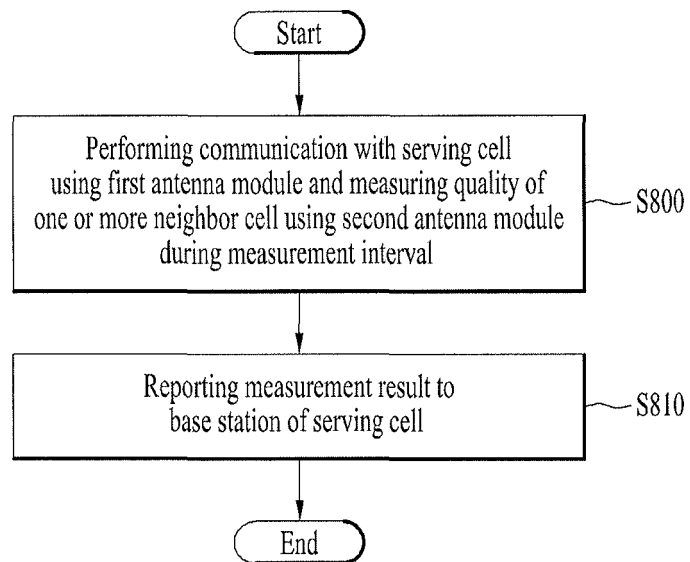 Start
Performing communication with serving cell
using first antenna module and measuring quality of
one or more neighbor cell using second antenna module
during measurement interval
S800
Reporting measurement result to
base station of serving cell
S810
End